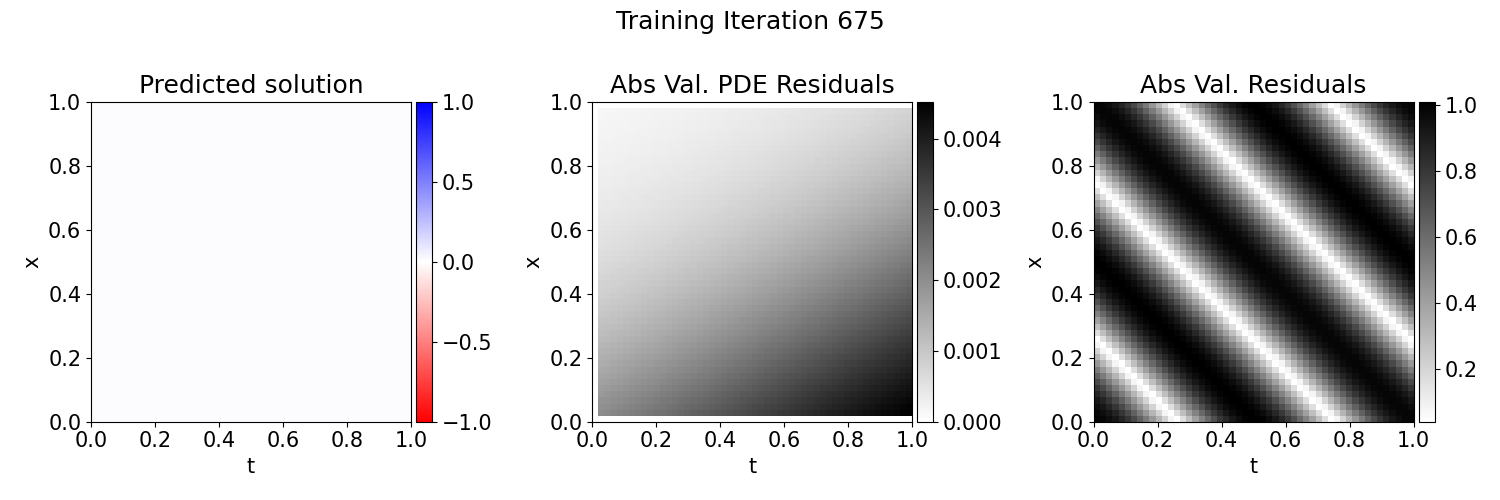 Training Iteration 675
Predicted solution
Abs Val. PDE Residuals
Abs Val. Residuals
1.0
0.8
0.6
0.4
0.2
0.0
x
0.0 0.2 0.4 0.6 0.8 1.0
t
1.0
0.5
0.0
−0.5
−1.0
1.0
0.8
0.6
0.4
0.2
0.0
x
0.0 0.2 0.4 0.6 0.8 1.0
t
0.004
0.003
0.002
0.001
0.000
1.0
0.8
0.6
0.4
0.2
0.0
x
0.0 0.2 0.4 0.6 0.8 1.0
t
1.0
0.8
0.6
0.4
0.2